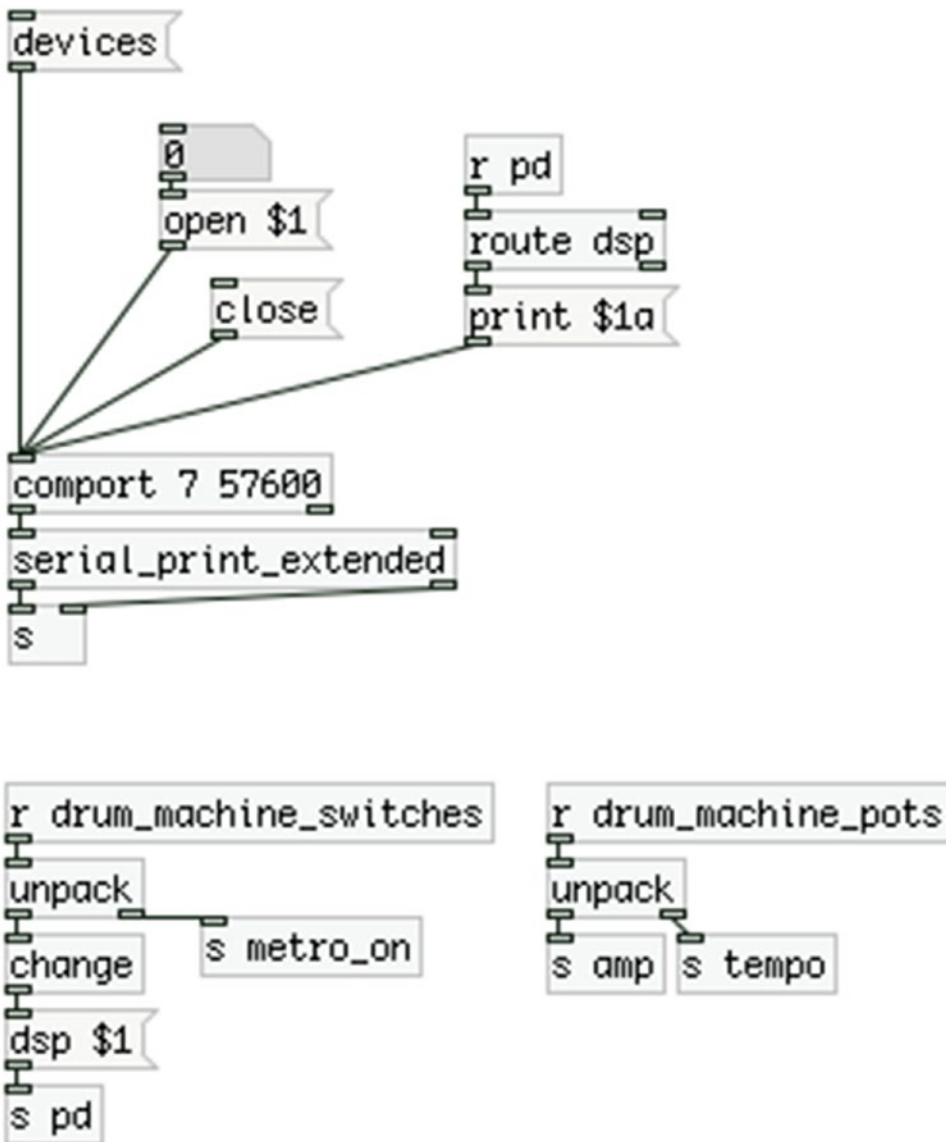 devices
0
open $1
close
r pd
route dsp
print $1a
comport 7 57600
serial_print_extended
s
r drum_machine_switches
unpack
s metro_on
change
dsp $1
s pd
r drum_machine_pots
unpack
s amp
s tempo